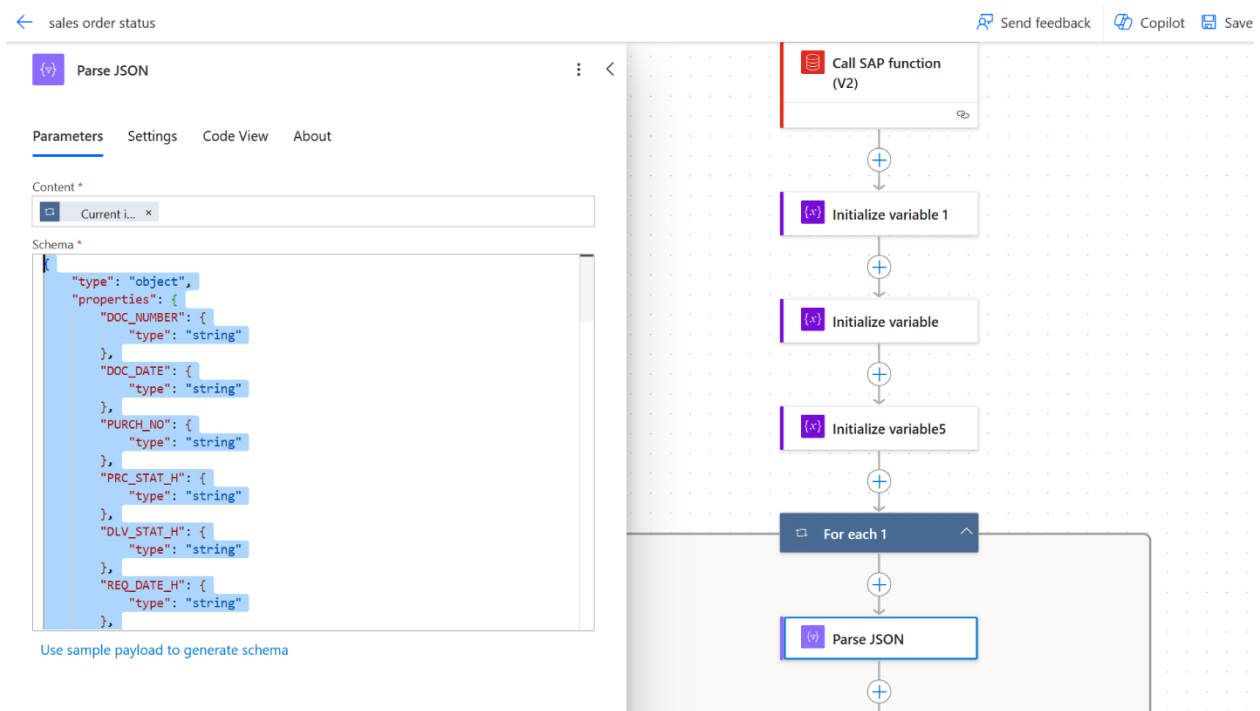 sales order status
Send feedback
Copilot
Save
Parse JSON
Parameters
Settings
Code View
About
Content *
Current i... ×
Schema *
{
"type": "object",
"properties": {
"DOC_NUMBER": {
"type": "string"
},
"DOC_DATE": {
"type": "string"
},
"PURCH_NO": {
"type": "string"
},
"PRC_STAT_H": {
"type": "string"
},
"DLV_STAT_H": {
"type": "string"
},
"REQ_DATE_H": {
"type": "string"
},
Use sample payload to generate schema
Call SAP function
(V2)
Initialize variable 1
Initialize variable
Initialize variable5
For each 1
Parse JSON